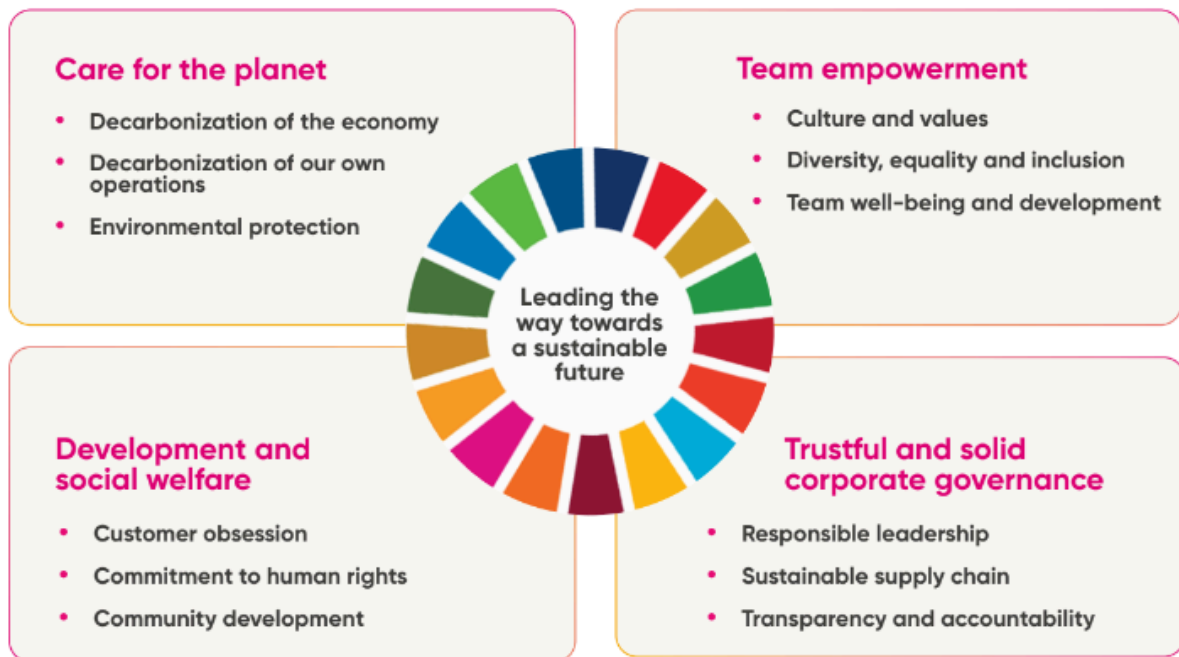 Care for the planet
• Decarbonization of the economy
• Decarbonization of our own
operations
• Environmental protection
Team empowerment
• Culture and values
• Diversity, equality and inclusion
• Team well-being and development
Leading the
way towards
a sustainable
future
Development and
social welfare
• Customer obsession
• Commitment to human rights
• Community development
Trustful and solid
corporate governance
• Responsible leadership
• Sustainable supply chain
• Transparency and accountability